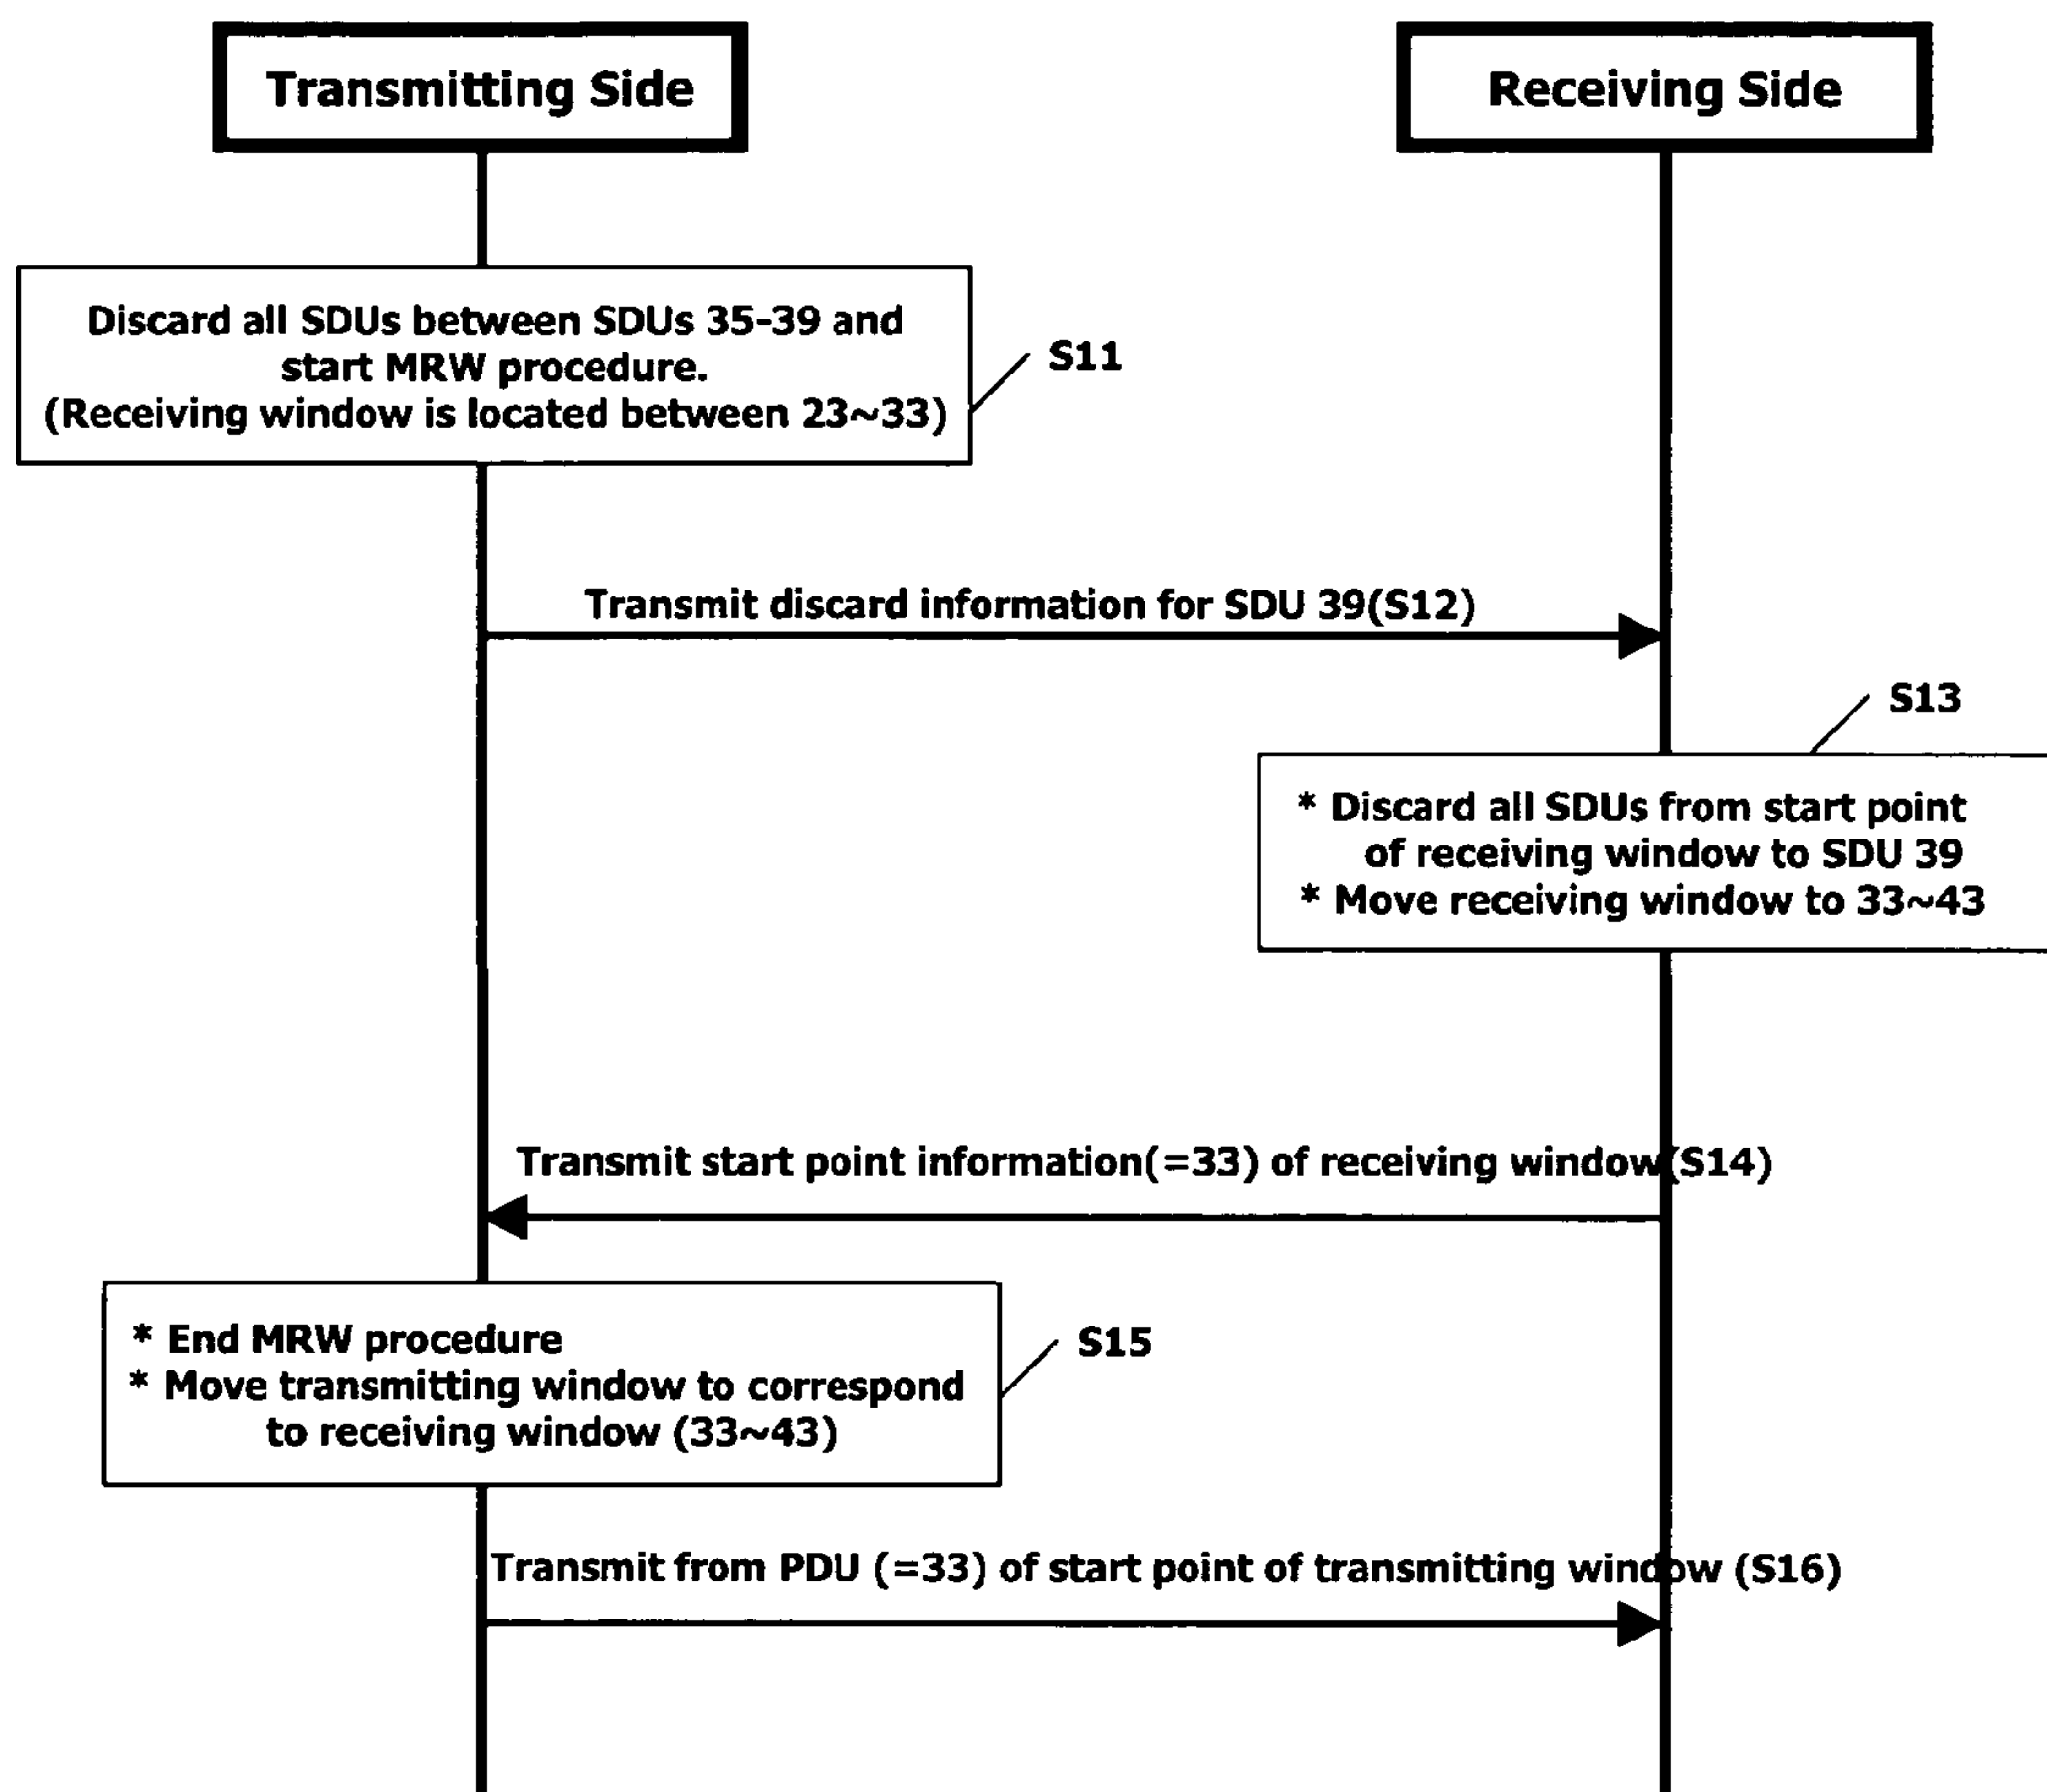 Transmitting Side
Receiving Side
Discard all SDUs between SDUs 35-39 and
start MRW procedure.
(Receiving window is located between 23~33)
S11
Transmit discard information for SDU 39(S12)
S13
* Discard all SDUs from start point
of receiving window to SDU 39
* Move receiving window to 33~43
Transmit start point information(=33) of receiving window(S14)
* End MRW procedure
* Move transmitting window to correspond
to receiving window (33~43)
S15
Transmit from PDU (=33) of start point of transmitting window (S16)